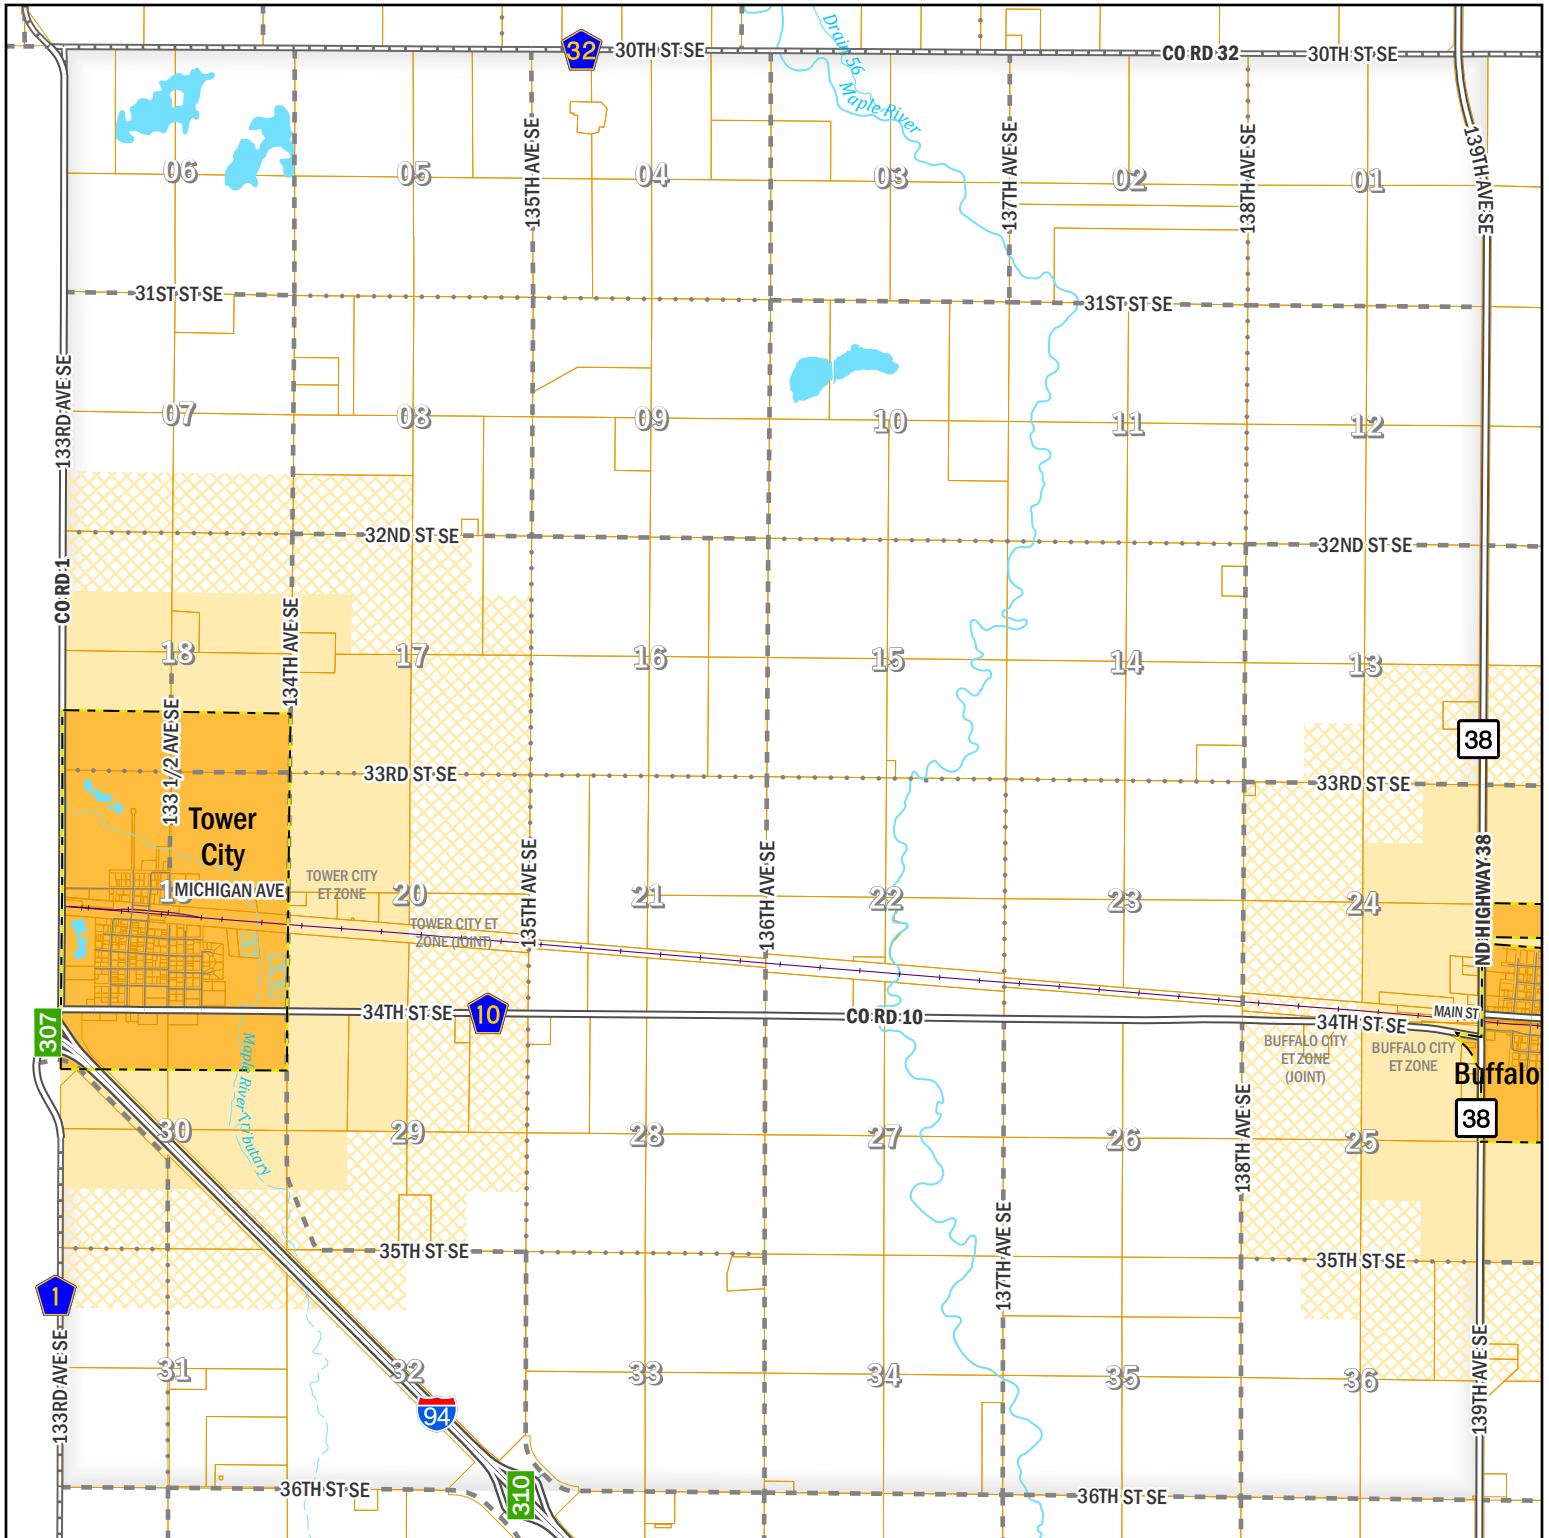 32
30TH ST SE
CO RD 32
30TH ST SE
Drain 56
Maple River
135TH AVE SE
137TH AVE SE
138TH AVE SE
139TH AVE SE
06
05
04
03
02
01
31ST ST SE
31ST ST SE
133RD AVE SE
07
08
09
10
11
12
32ND ST SE
32ND ST SE
CO RD 1
134TH AVE SE
18
17
16
15
14
13
133 1/2 AVE SE
38
33RD ST SE
33RD ST SE
Tower
City
MICHIGAN AVE
TOWER CITY
ET ZONE
20
21
22
23
24
TOWER CITY ET
ZONE (JOINT)
135TH AVE SE
136TH AVE SE
ND HIGHWAY 38
307
34TH ST SE
10
CO RD 10
34TH ST SE
MAIN ST
BUFFALO CITY
ET ZONE
(JOINT)
BUFFALO CITY
ET ZONE
Buffalo
38
Maple River Tributary
30
29
28
27
26
25
138TH AVE SE
137TH AVE SE
35TH ST SE
35TH ST SE
1
133RD AVE SE
31
32
33
34
35
36
139TH AVE SE
94
310
36TH ST SE
36TH ST SE